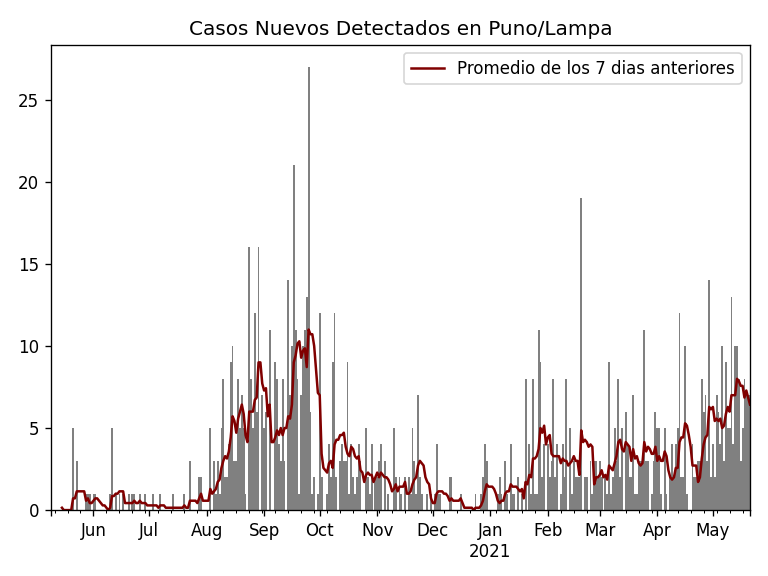 Casos Nuevos Detectados en Puno/Lampa
Promedio de los 7 dias anteriores
25
20
15
10
5
0
Jun Jul Aug Sep Oct Nov Dec Jan Feb Mar Apr May
2021